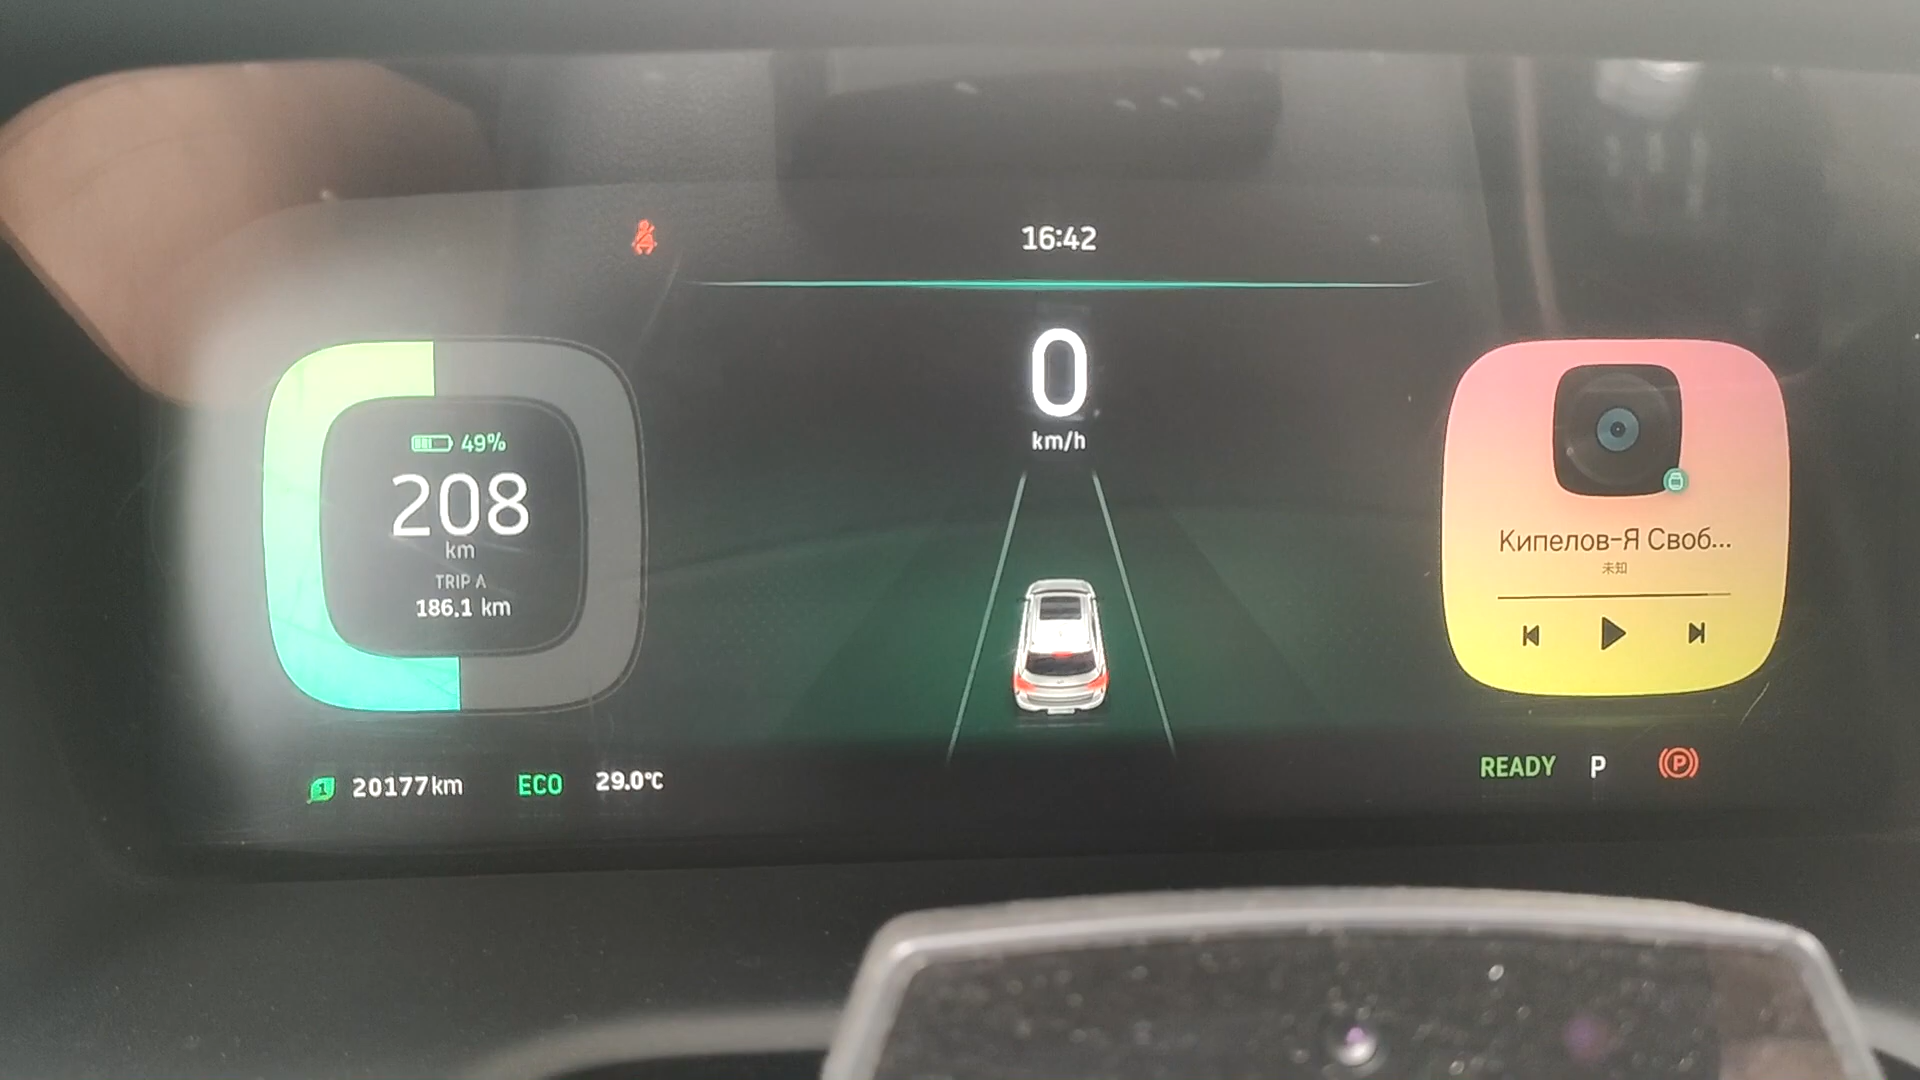 16:42
0
km/h
49%
208
km
TRIP A
186.1 km
Кипелов-Я Своб...
未知
1 20177km
ECO
29.0℃
READY
P
P